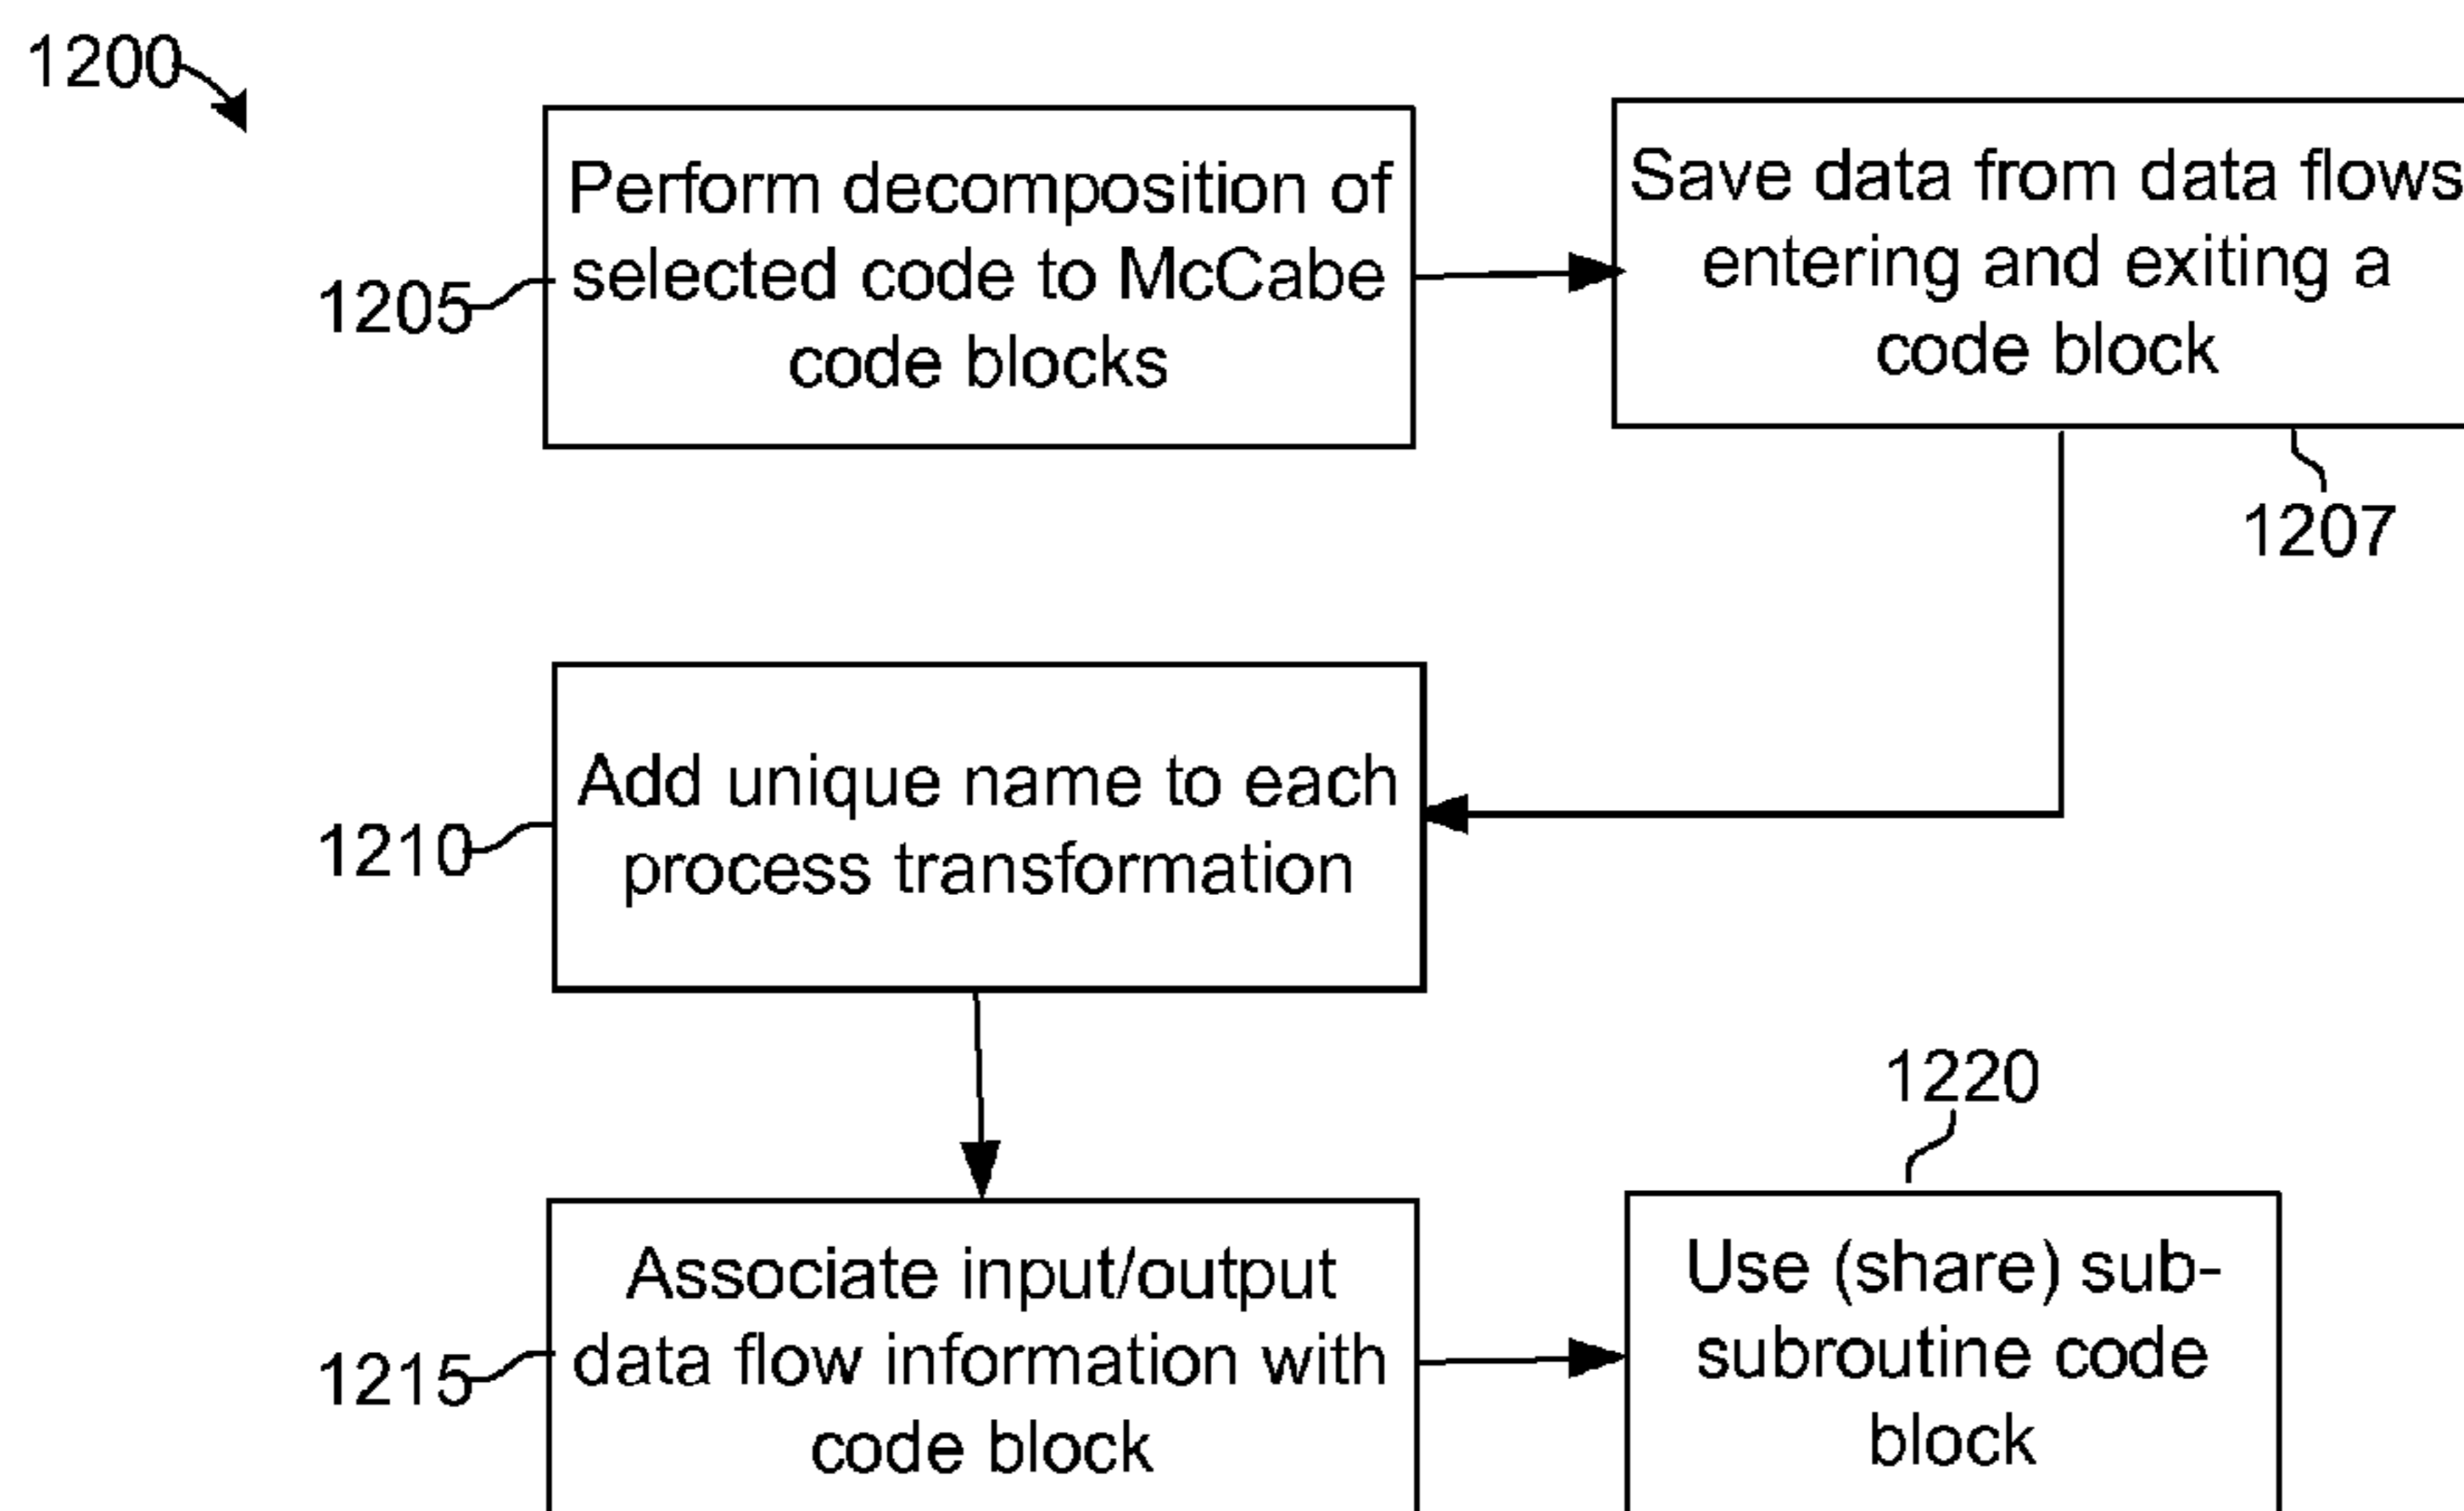 1200
Perform decomposition of
selected code to McCabe
code blocks
1205
Save data from data flows
entering and exiting a
code block
1207
Add unique name to each
process transformation
1210
Associate input/output
data flow information with
code block
1215
1220
Use (share) sub-
subroutine code
block